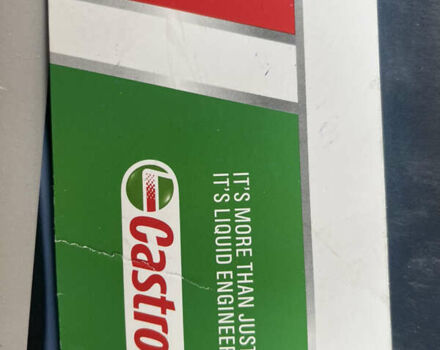 IT'S MORE THAN JUST
IT'S LIQUID ENGINEER
Castro